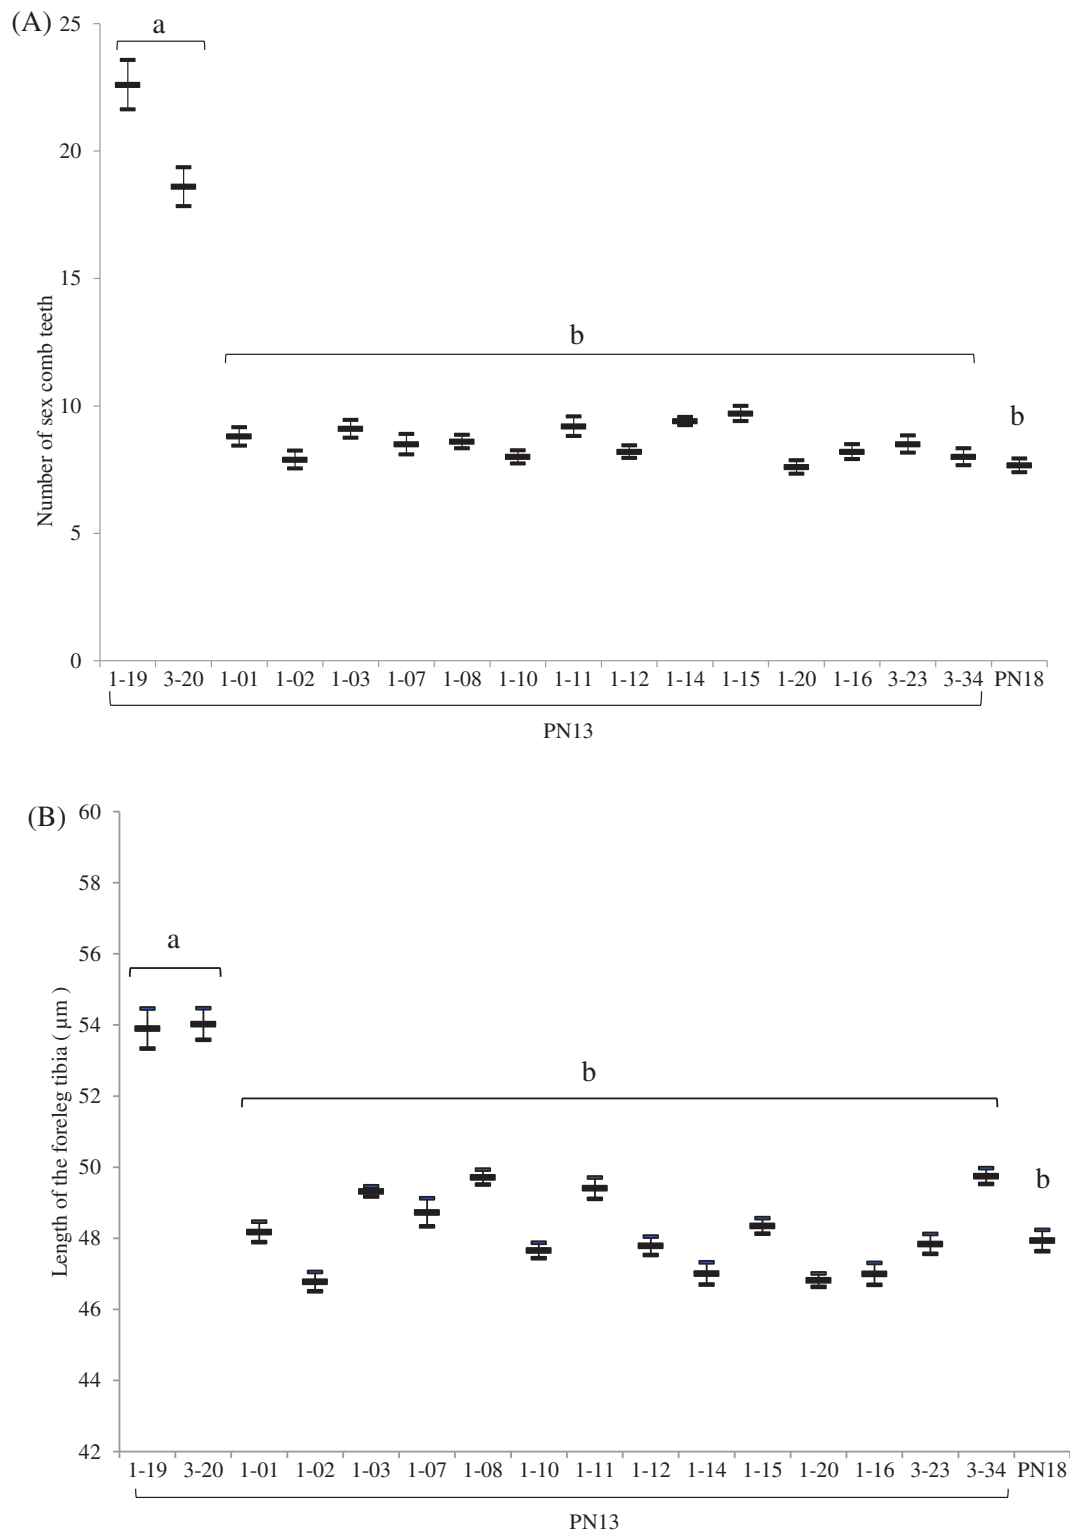 (A)
25
20
15
10
5
0
Number of sex comb teeth
a
b
b
1-19 3-20 1-01 1-02 1-03 1-07 1-08 1-10 1-11 1-12 1-14 1-15 1-20 1-16 3-23 3-34 PN18
PN13
(B)
60
58
56
54
52
50
48
46
44
42
Length of the foreleg tibia ( µm )
a
b
b
1-19 3-20 1-01 1-02 1-03 1-07 1-08 1-10 1-11 1-12 1-14 1-15 1-20 1-16 3-23 3-34 PN18
PN13